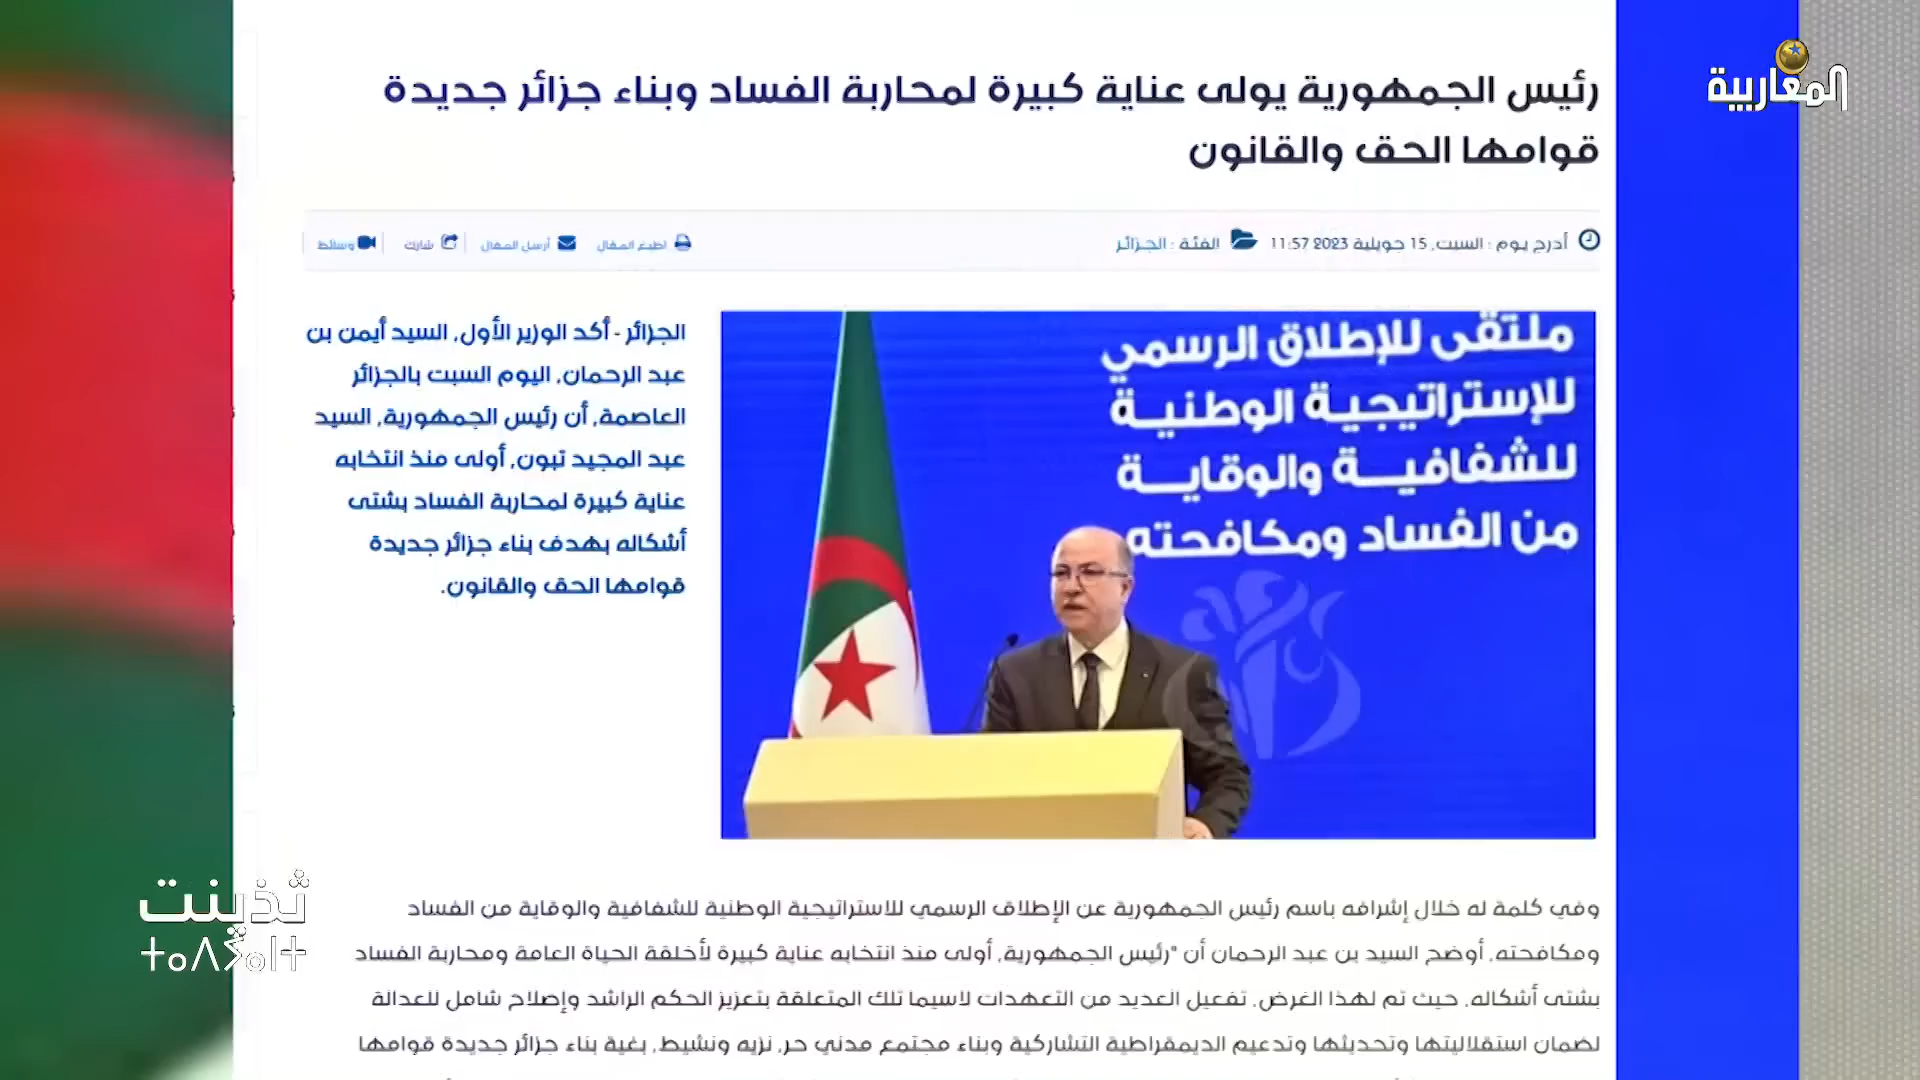 المغاربية
رئيس الجمهورية يولى عناية كبيرة لمحاربة الفساد وبناء جزائر جديدة
قوامها الحق والقانون
أدرج يوم : السبت, 15 جويلية 2023 11:57 الفئة : الجزائر اطبع المقال أرسل المقال شارك وسائط
ملتقى للإطلاق الرسمي
للإستراتيجية الوطنية
للشفافية والوقاية
من الفساد ومكافحته
الجزائر - أكد الوزير الأول, السيد أيمن بن
عبد الرحمان, اليوم السبت بالجزائر
العاصمة, أن رئيس الجمهورية, السيد
عبد المجيد تبون, أولى منذ انتخابه
عناية كبيرة لمحاربة الفساد بشتى
أشكاله بهدف بناء جزائر جديدة
قوامها الحق والقانون.
وفي كلمة له خلال إشرافه باسم رئيس الجمهورية عن الإطلاق الرسمي للاستراتيجية الوطنية للشفافية والوقاية من الفساد
ومكافحته, أوضح السيد بن عبد الرحمان أن "رئيس الجمهورية, أولى منذ انتخابه عناية كبيرة لأخلقة الحياة العامة ومحاربة الفساد
بشتى أشكاله, حيث تم لهذا الغرض, تفعيل العديد من التعهدات لاسيما تلك المتعلقة بتعزيز الحكم الراشد وإصلاح شامل للعدالة
لضمان استقلاليتها وتحديثها وتدعيم الديمقراطية التشاركية وبناء مجتمع مدني حر, نزيه ونشيط, بغية بناء جزائر جديدة قوامها
ثذيِنت
ⵜⴰⴷⵢⴰⵏⵜ